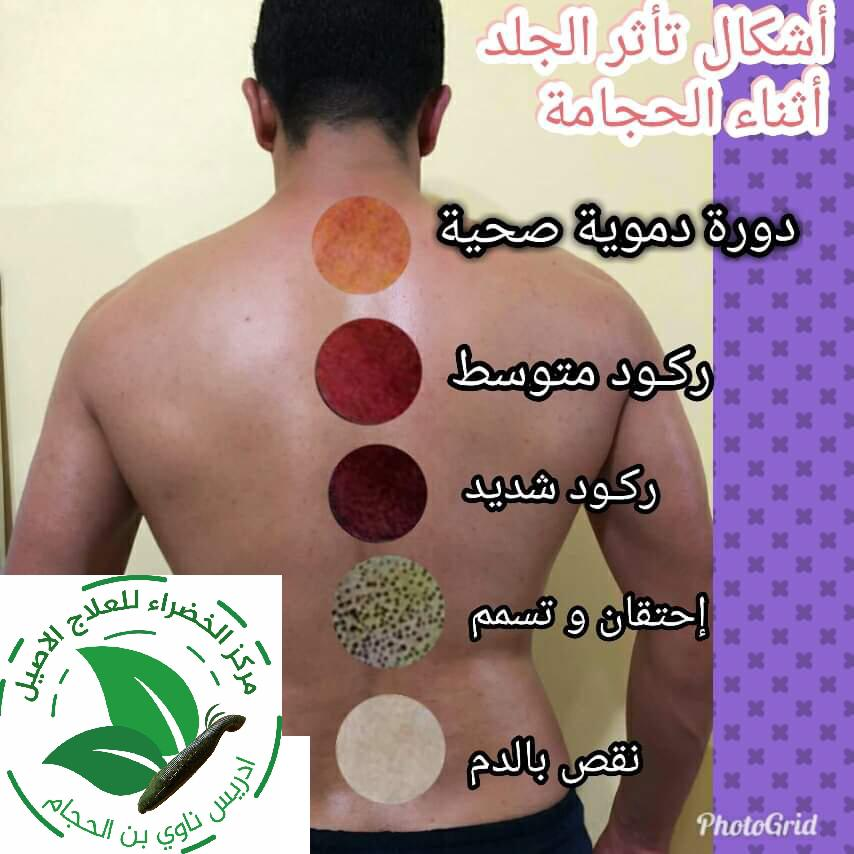 أشكال تأثر الجلد
أثناء الحجامة
دورة دموية صحية
ركود متوسط
ركود شديد
إحتقان و تسمم
نقص بالدم
مركز الخضراء للعلاج الاصيل
ادريس ناوي بن الحجام
PhotoGrid